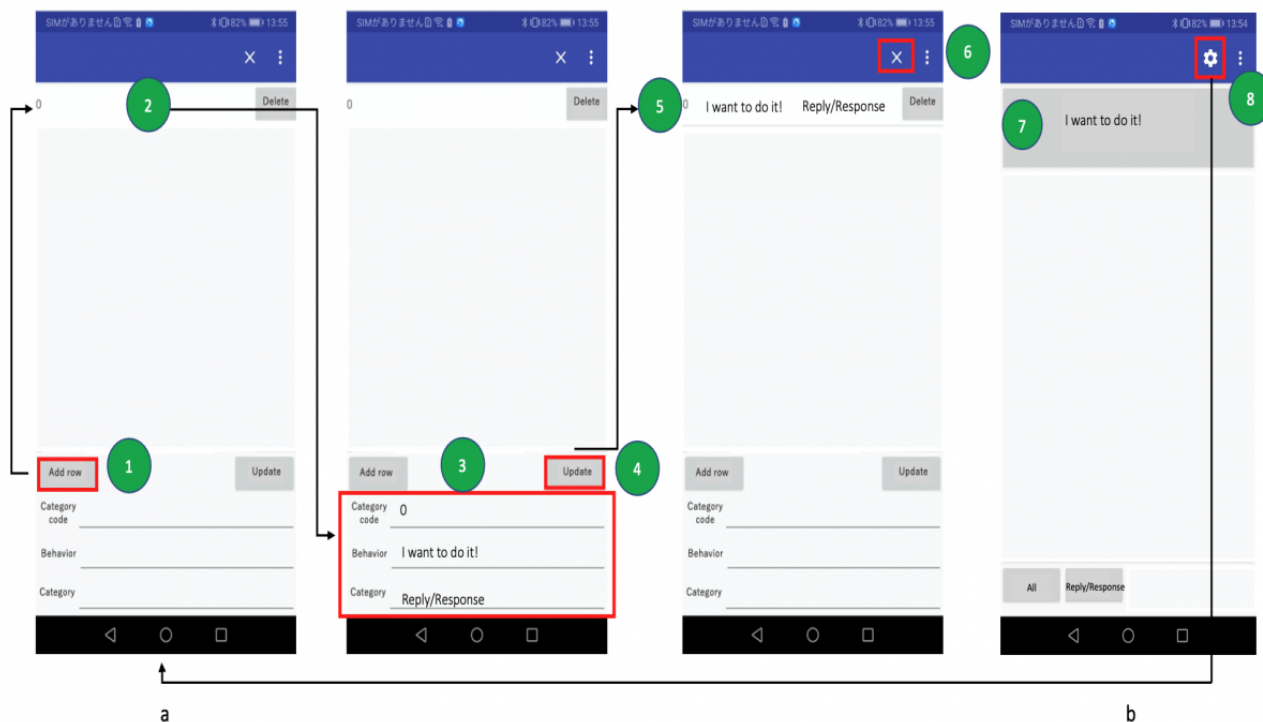 SIMがありません 82% 13:55
0
2
Delete
Add row
1
Update
Category
code
Behavior
Category
SIMがありません 82% 13:55
0
Delete
Add row
3
Update
4
Category
code
0
Behavior
I want to do it!
Category
Reply/Response
SIMがありません 82% 13:55
6
5
0 I want to do it! Reply/Response Delete
Add row
Update
Category
code
Behavior
Category
SIMがありません 82% 13:54
8
7
I want to do it!
All
Reply/Response
a
b